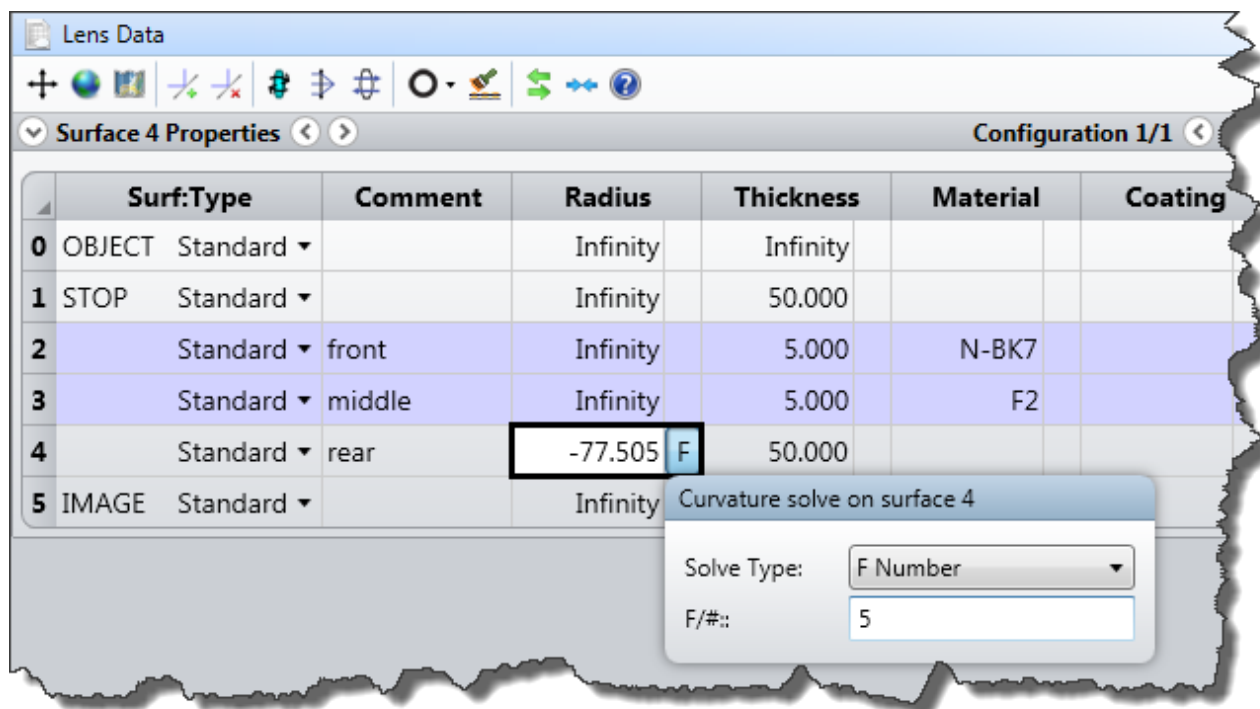 Lens Data
Surface 4 Properties
Configuration 1/1
Surf:Type Comment Radius Thickness Material Coating
0 OBJECT Standard Infinity Infinity
1 STOP Standard Infinity 50.000
2 Standard front Infinity 5.000 N-BK7
3 Standard middle Infinity 5.000 F2
4 Standard rear -77.505 F 50.000
5 IMAGE Standard Infinity
Curvature solve on surface 4
Solve Type: F Number
F/#:: 5